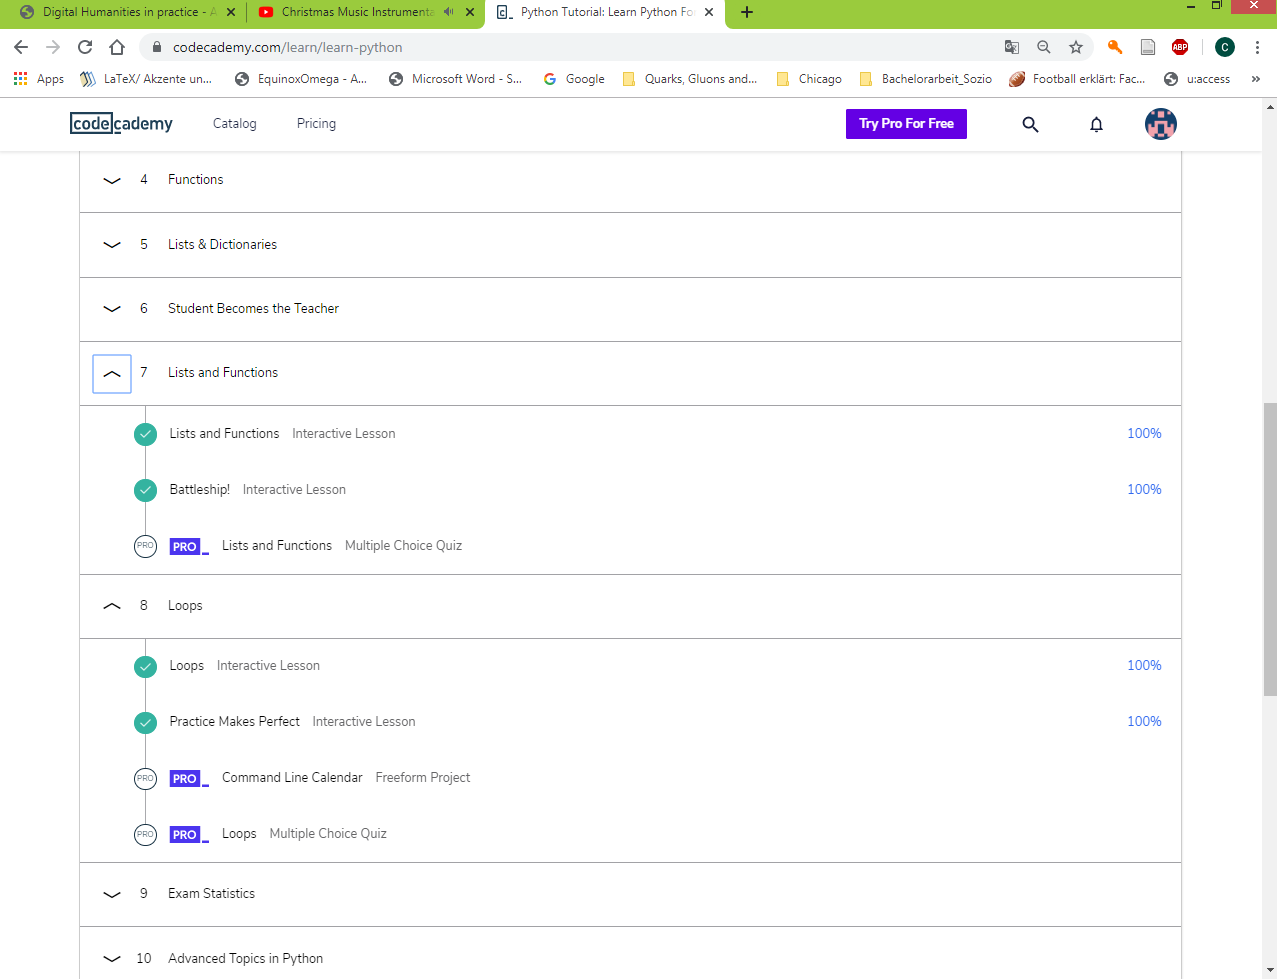 Digital Humanities in practice - A
Christmas Music Instrumenta
Python Tutorial: Learn Python Fo
codecademy.com/learn/learn-python
ABP
C
Apps
LaTeX/ Akzente un...
EquinoxOmega - A...
Microsoft Word - S...
Google
Quarks, Gluons and...
Chicago
Bachelorarbeit_Sozio
Football erklärt: Fac...
u:access
»
codecademy
Catalog
Pricing
Try Pro For Free
4 Functions
5 Lists & Dictionaries
6 Student Becomes the Teacher
7 Lists and Functions
Lists and Functions Interactive Lesson 100%
Battleship! Interactive Lesson 100%
PRO PRO_ Lists and Functions Multiple Choice Quiz
8 Loops
Loops Interactive Lesson 100%
Practice Makes Perfect Interactive Lesson 100%
PRO PRO_ Command Line Calendar Freeform Project
PRO PRO_ Loops Multiple Choice Quiz
9 Exam Statistics
10 Advanced Topics in Python